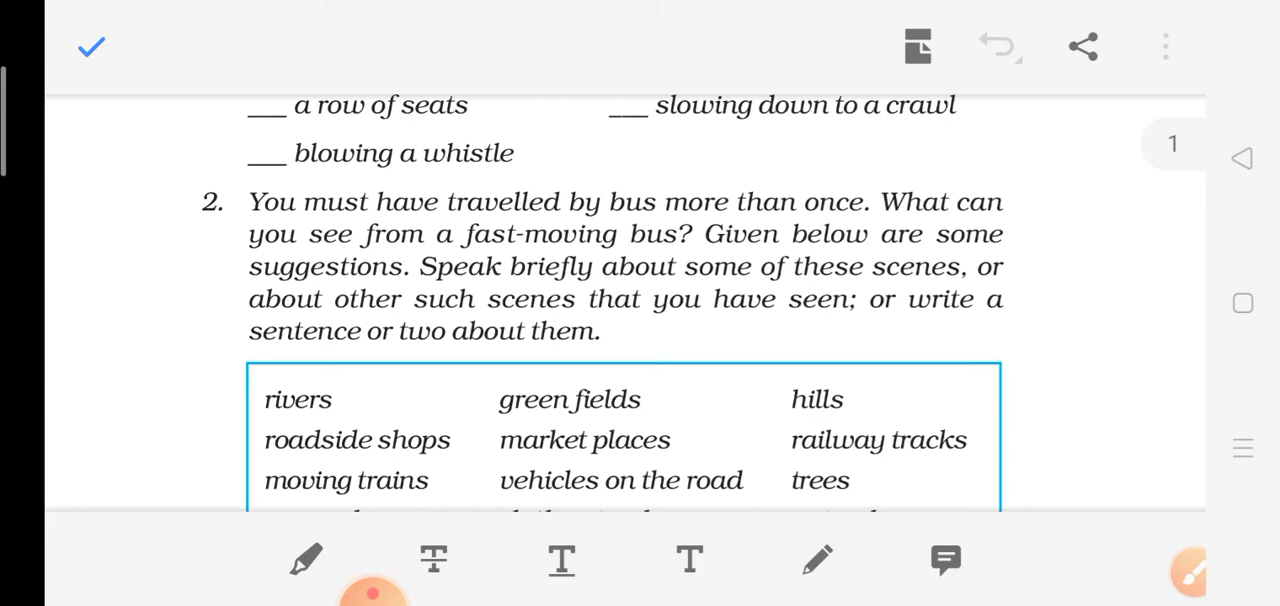 ___ a row of seats ___ slowing down to a crawl
1
___ blowing a whistle
2. You must have travelled by bus more than once. What can
you see from a fast-moving bus? Given below are some
suggestions. Speak briefly about some of these scenes, or
about other such scenes that you have seen; or write a
sentence or two about them.
rivers green fields hills
roadside shops market places railway tracks
moving trains vehicles on the road trees